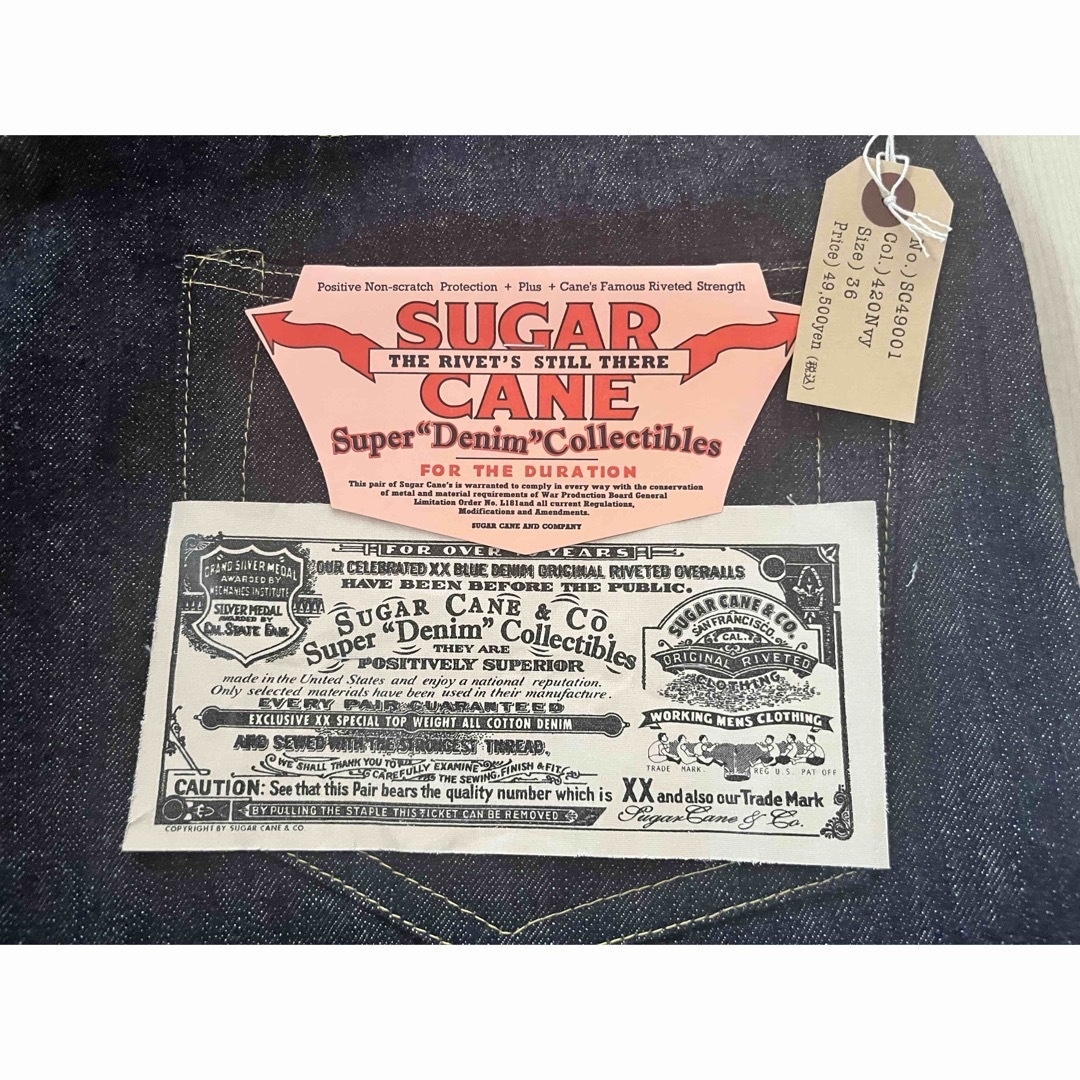 Positive Non-scratch Protection + Plus + Cane's Famous Riveted Strength
SUGAR
THE RIVET'S STILL THERE
CANE
Super “Denim” Collectibles
FOR THE DURATION
This pair of Sugar Cane's is warranted to comply in every way with the conservation
of metal and material requirements of War Production Board General
Limitation Order No. L181and all current Regulations,
Modifications and Amendments.
SUGAR CANE AND COMPANY
No.)SC49001
Col.)420Nvy
Size) 36
Price) 49,500yen (税込)
FOR OVER YEARS
OUR CELEBRATED XX BLUE DENIM ORIGINAL RIVETED OVERALLS
HAVE BEEN BEFORE THE PUBLIC.
GRAND SILVER MEDAL
AWARDED BY
MECHANICS INSTITUTE
SILVER MEDAL
AWARDED BY
CAL. STATE FAIR
SUGAR CANE & CO
Super “Denim” Collectibles
THEY ARE
POSITIVELY SUPERIOR
made in the United States and enjoy a national reputation.
Only selected materials have been used in their manufacture.
EVERY PAIR GUARANTEED
EXCLUSIVE XX SPECIAL TOP WEIGHT ALL COTTON DENIM
AND SEWED WITH THE STRONGEST THREAD,
WE SHALL THANK YOU TO
CAREFULLY EXAMINE
THE SEWING, FINISH & FIT
SUGAR CANE & CO.
SAN FRANCISCO.
CAL.
ORIGINAL RIVETED
CLOTHING
WORKING MENS CLOTHING
TRADE MARK. REG U.S. PAT OFF
CAUTION: See that this Pair bears the quality number which is XX and also our Trade Mark
BY PULLING THE STAPLE THIS TICKET CAN BE REMOVED
Sugar Cane & Co.
COPYRIGHT BY SUGAR CANE & CO.